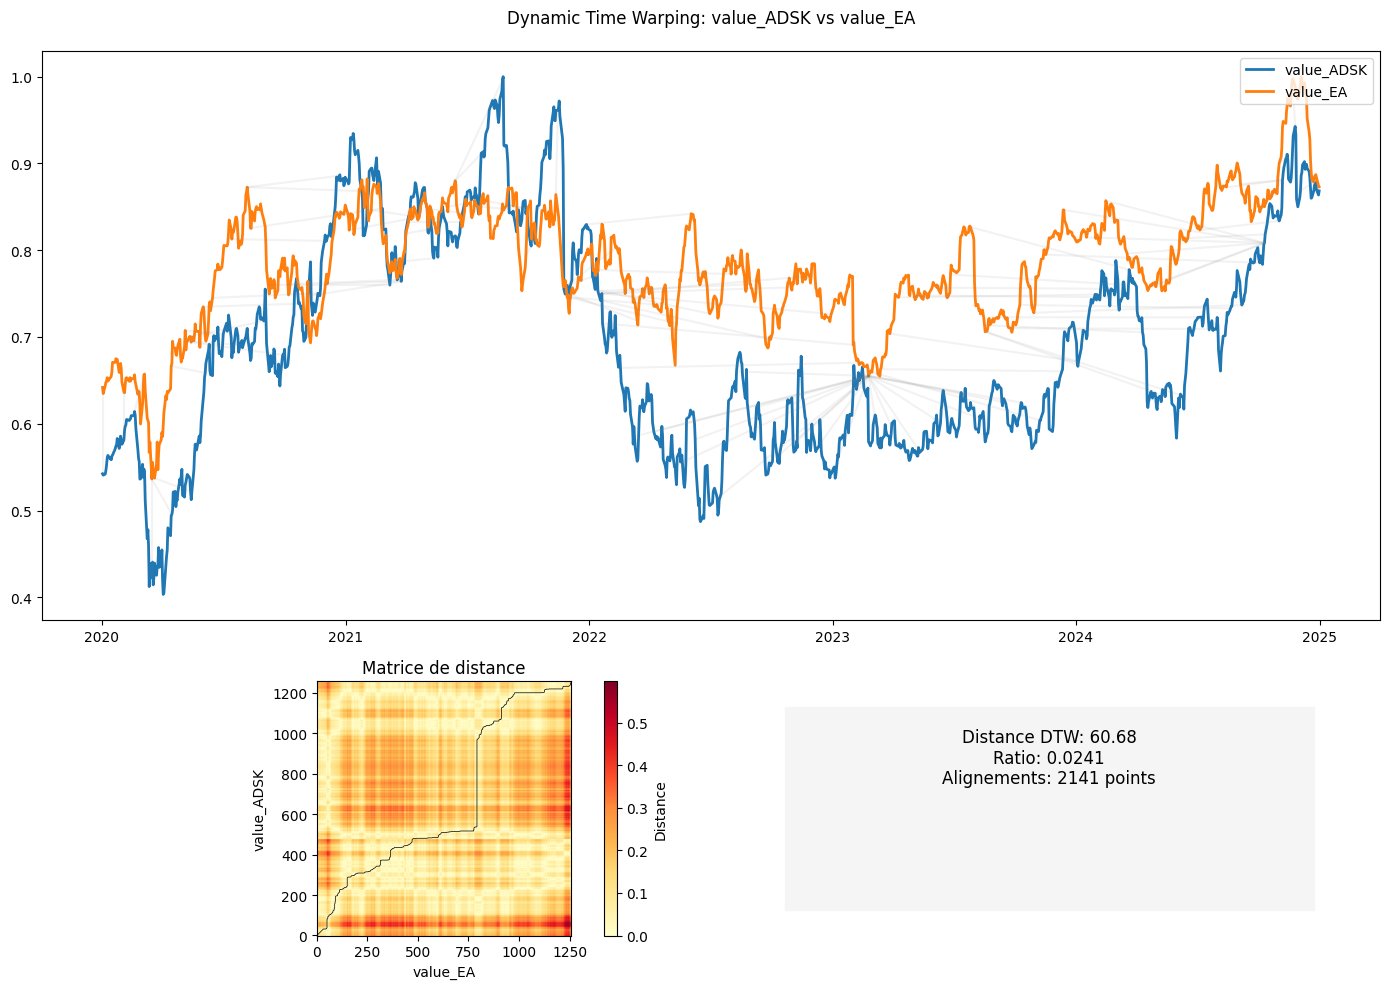 Dynamic Time Warping: value_ADSK vs value_EA
1.0
0.9
0.8
0.7
0.6
0.5
0.4
value_ADSK
value_EA
2020 2021 2022 2023 2024 2025
Matrice de distance
value_ADSK
1200
1000
800
600
400
200
0
0 250 500 750 1000 1250
value_EA
0.5
0.4
0.3
0.2
0.1
0.0
Distance
Distance DTW: 60.68
Ratio: 0.0241
Alignements: 2141 points